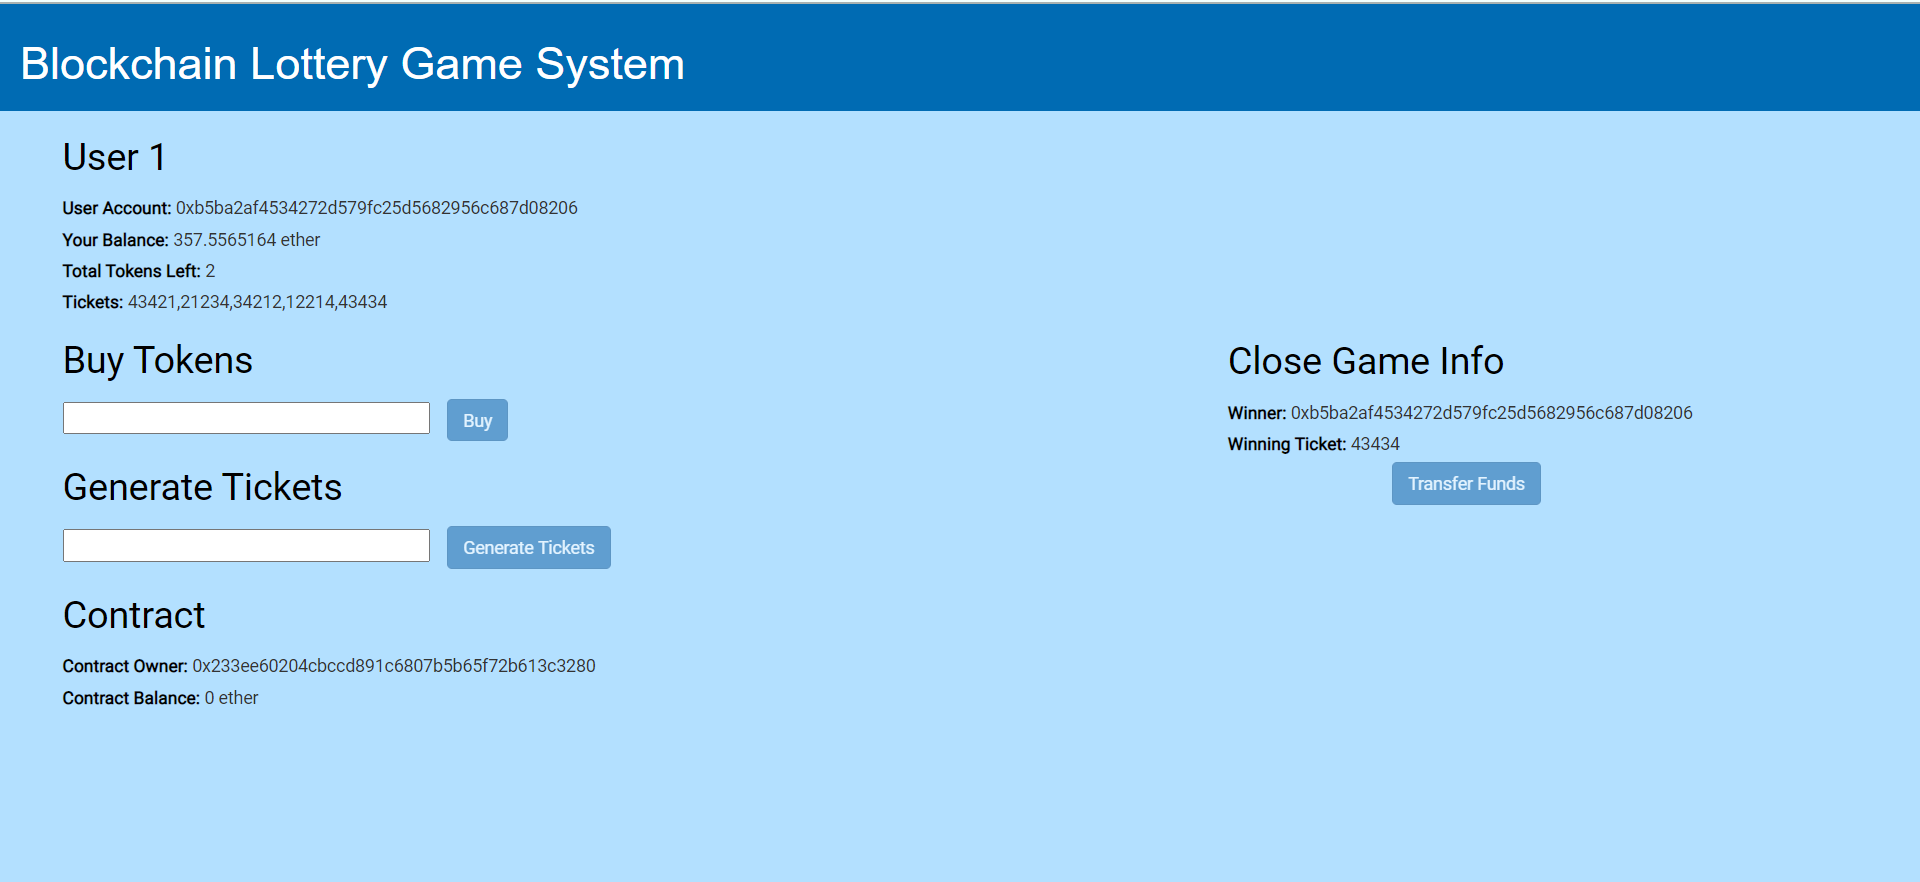 Blockchain Lottery Game System
User 1
User Account: 0xb5ba2af4534272d579fc25d5682956c687d08206
Your Balance: 357.5565164 ether
Total Tokens Left: 2
Tickets: 43421,21234,34212,12214,43434
Buy Tokens
Buy
Generate Tickets
Generate Tickets
Contract
Contract Owner: 0x233ee60204cbccd891c6807b5b65f72b613c3280
Contract Balance: 0 ether
Close Game Info
Winner: 0xb5ba2af4534272d579fc25d5682956c687d08206
Winning Ticket: 43434
Transfer Funds